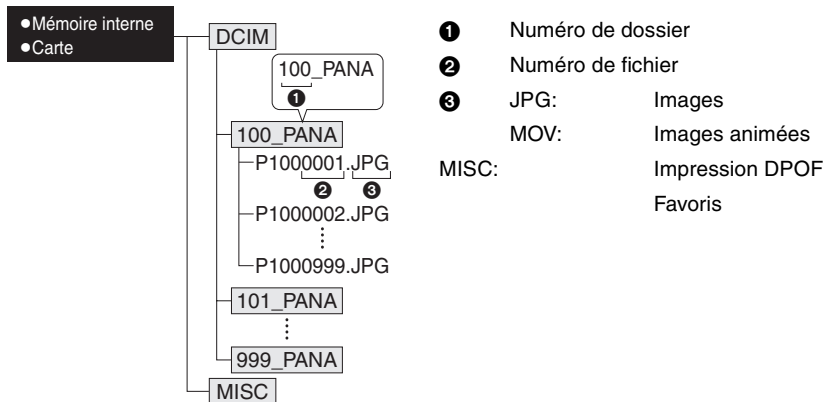 ●Mémoire interne
●Carte
DCIM
100_PANA
❶
100_PANA
P1000001.JPG
❷ ❸
P1000002.JPG
P1000999.JPG
101_PANA
999_PANA
MISC
❶ Numéro de dossier
❷ Numéro de fichier
❸ JPG: Images
MOV: Images animées
MISC: Impression DPOF
Favoris